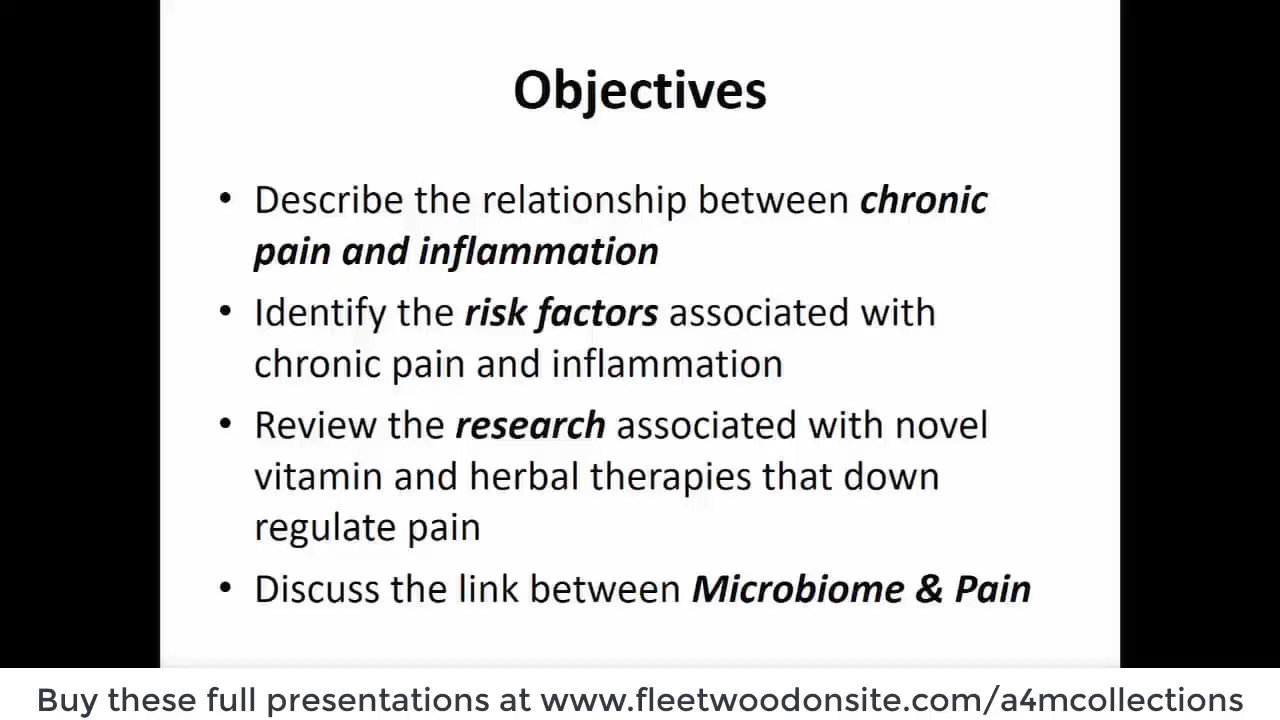 Objectives
• Describe the relationship between chronic
pain and inflammation
• Identify the risk factors associated with
chronic pain and inflammation
• Review the research associated with novel
vitamin and herbal therapies that down
regulate pain
• Discuss the link between Microbiome & Pain
Buy these full presentations at www.fleetwoodonsite.com/a4mcollections